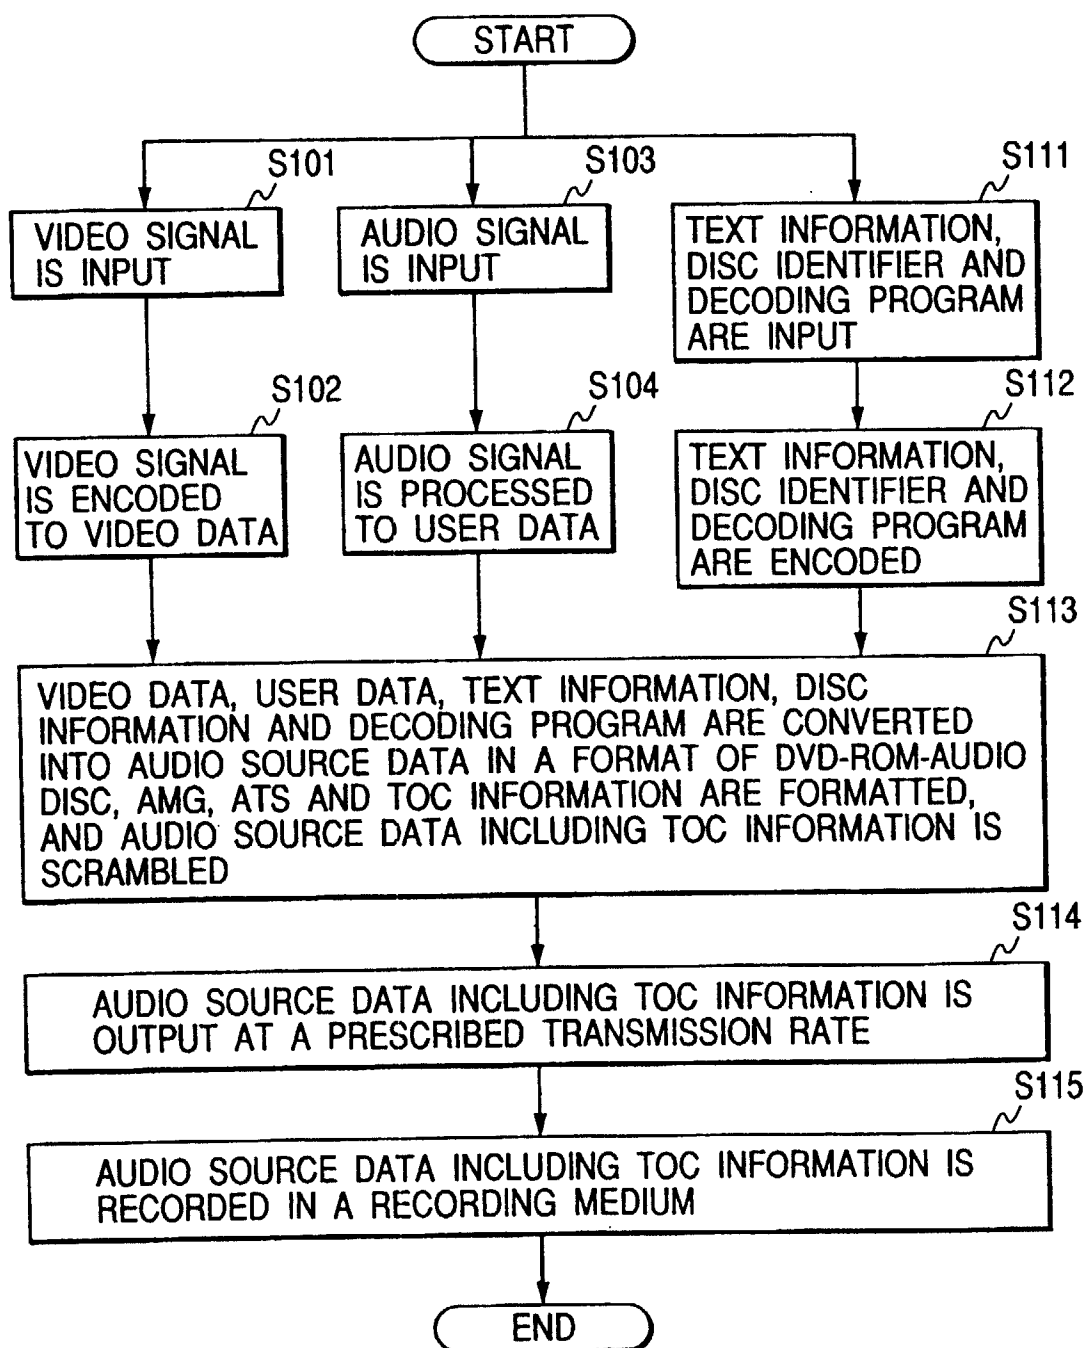 START
S101
VIDEO SIGNAL
IS INPUT
S103
AUDIO SIGNAL
IS INPUT
S111
TEXT INFORMATION,
DISC IDENTIFIER AND
DECODING PROGRAM
ARE INPUT
S102
VIDEO SIGNAL
IS ENCODED
TO VIDEO DATA
S104
AUDIO SIGNAL
IS PROCESSED
TO USER DATA
S112
TEXT INFORMATION,
DISC IDENTIFIER AND
DECODING PROGRAM
ARE ENCODED
S113
VIDEO DATA, USER DATA, TEXT INFORMATION, DISC
INFORMATION AND DECODING PROGRAM ARE CONVERTED
INTO AUDIO SOURCE DATA IN A FORMAT OF DVD-ROM-AUDIO
DISC, AMG, ATS AND TOC INFORMATION ARE FORMATTED,
AND AUDIO SOURCE DATA INCLUDING TOC INFORMATION IS
SCRAMBLED
S114
AUDIO SOURCE DATA INCLUDING TOC INFORMATION IS
OUTPUT AT A PRESCRIBED TRANSMISSION RATE
S115
AUDIO SOURCE DATA INCLUDING TOC INFORMATION IS
RECORDED IN A RECORDING MEDIUM
END